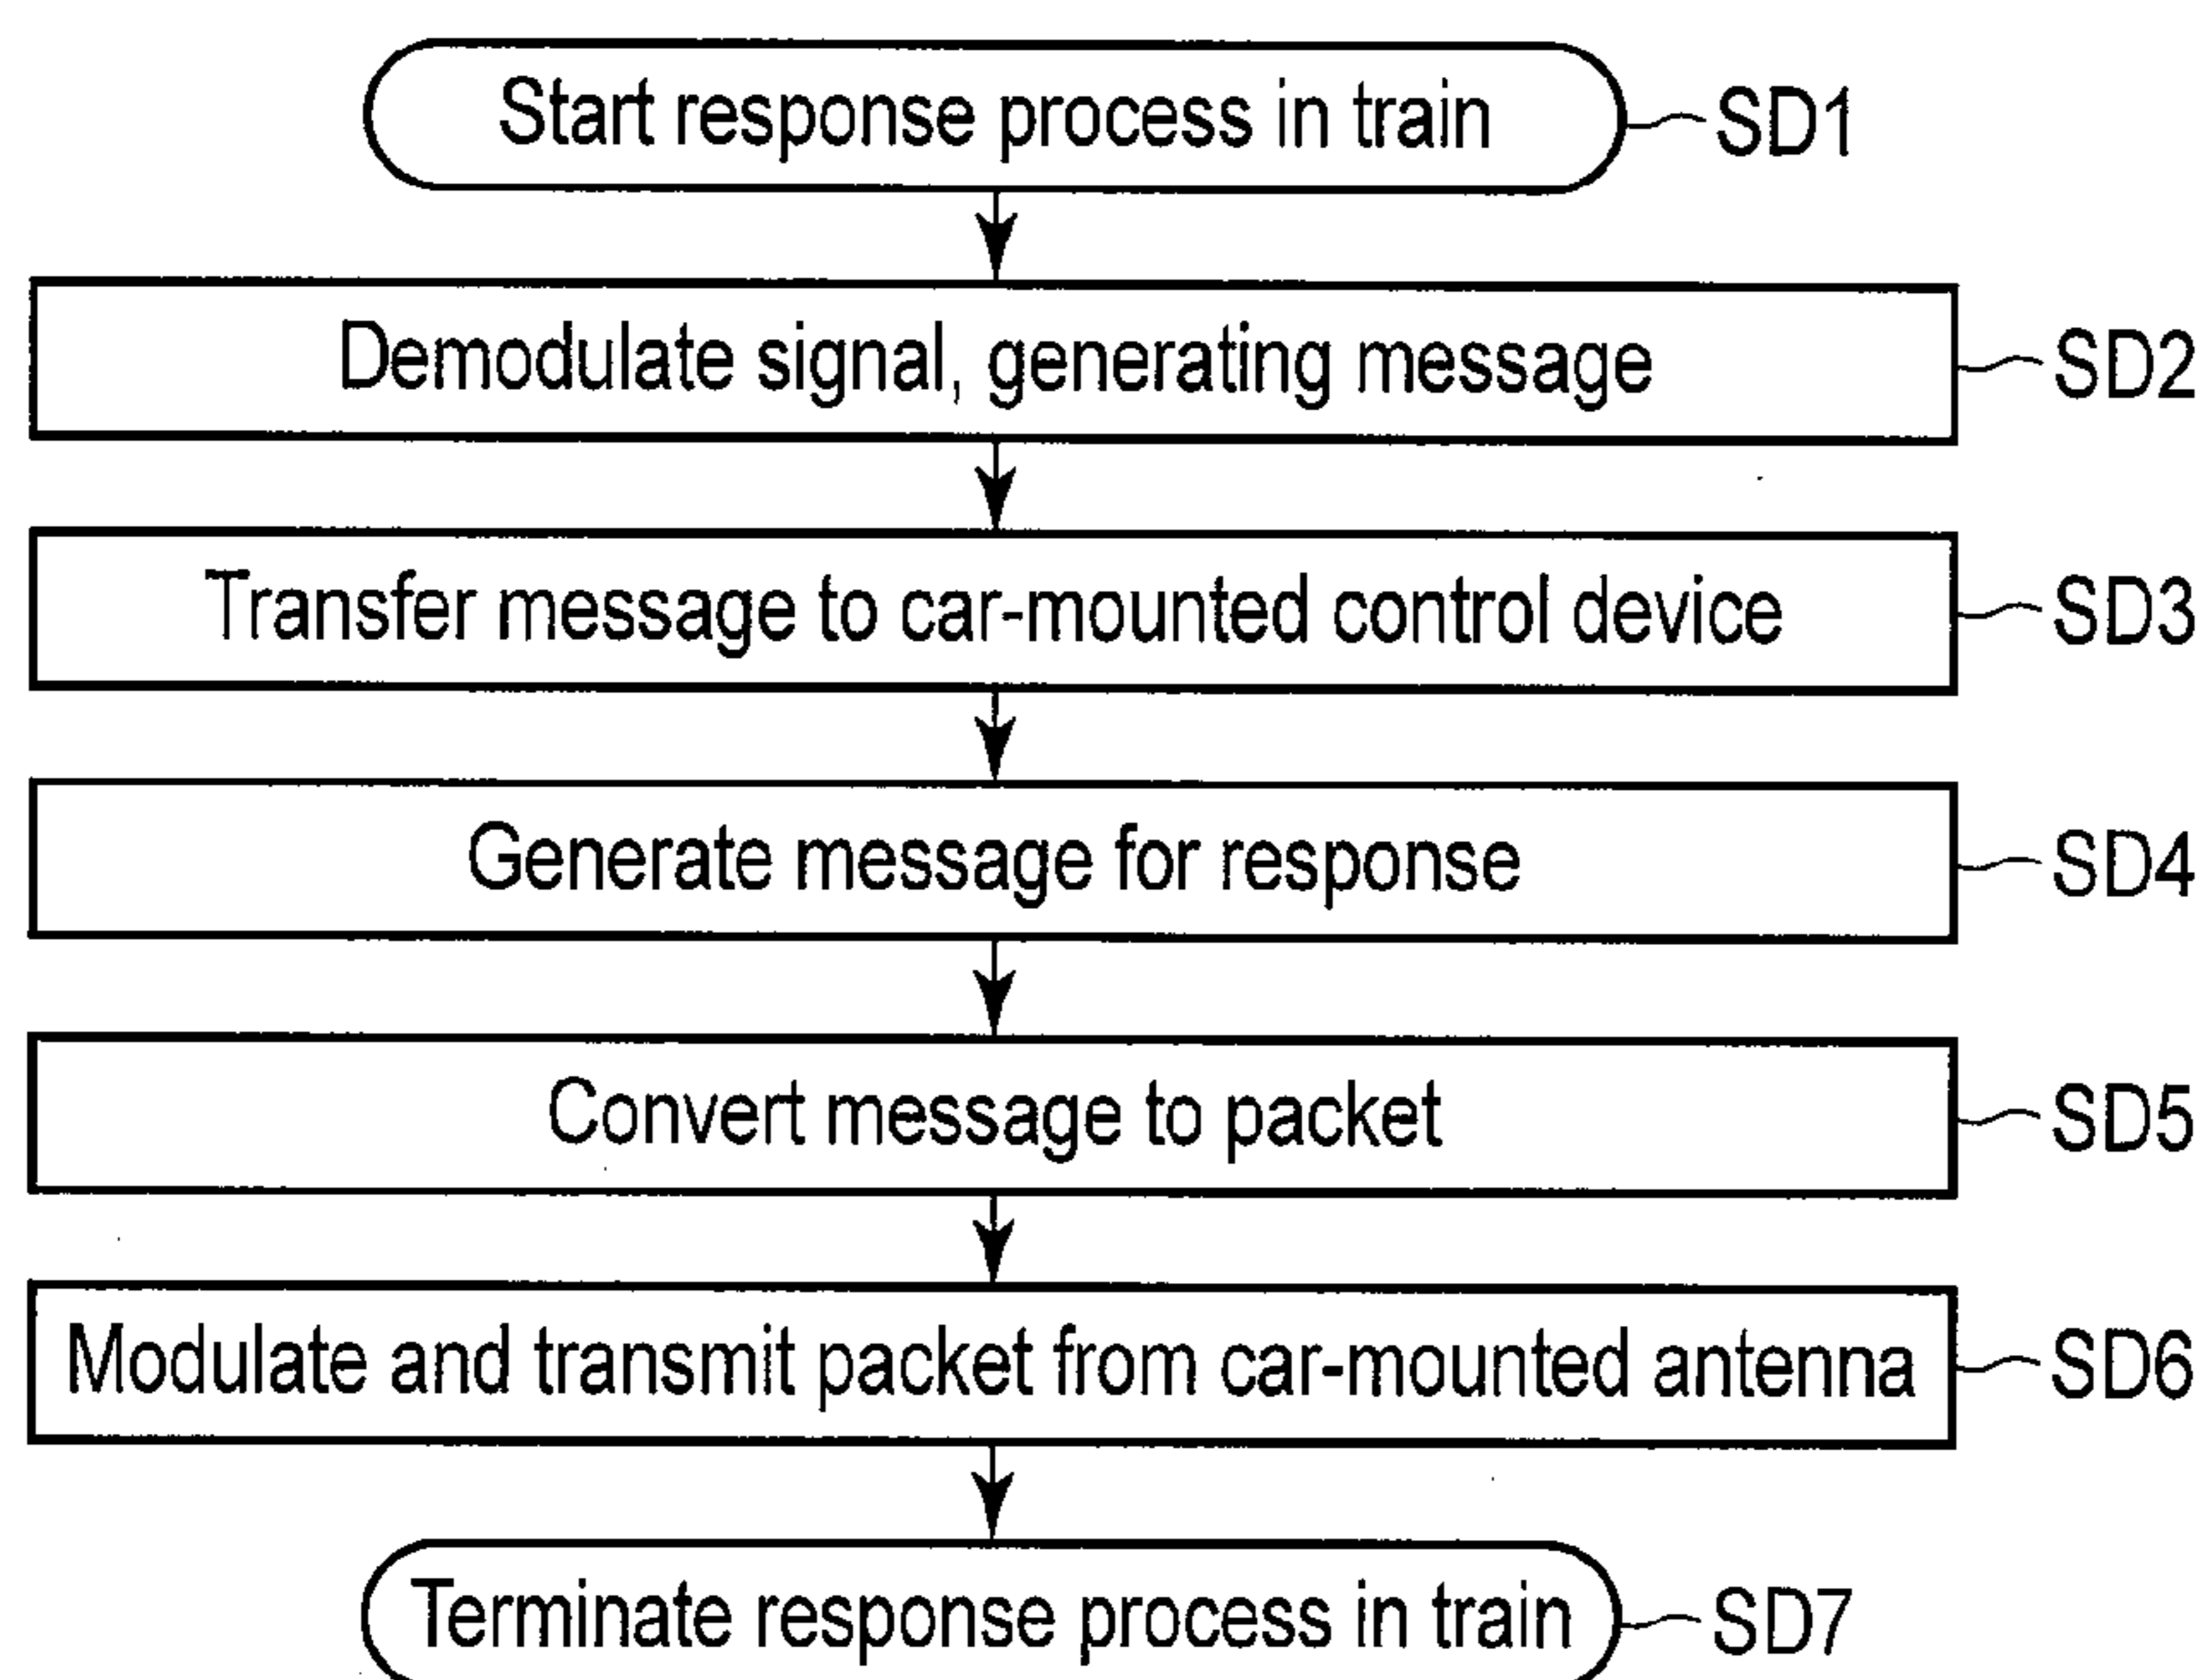 Start response process in train SD1
Demodulate signal, generating message SD2
Transfer message to car-mounted control device SD3
Generate message for response SD4
Convert message to packet SD5
Modulate and transmit packet from car-mounted antenna SD6
Terminate response process in train SD7